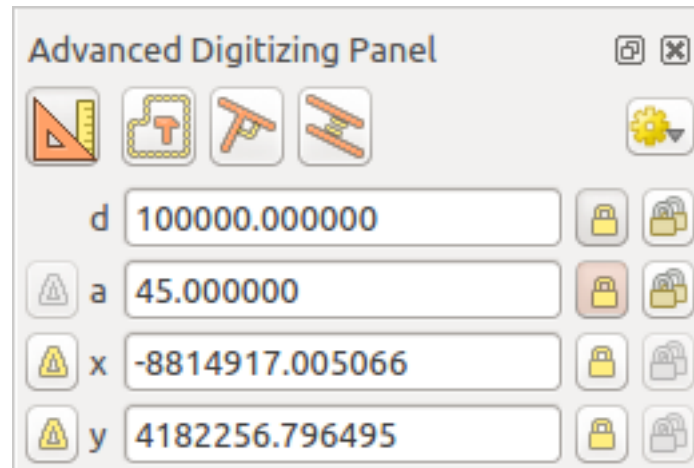 Advanced Digitizing Panel
d 100000.000000
a 45.000000
x -8814917.005066
y 4182256.796495